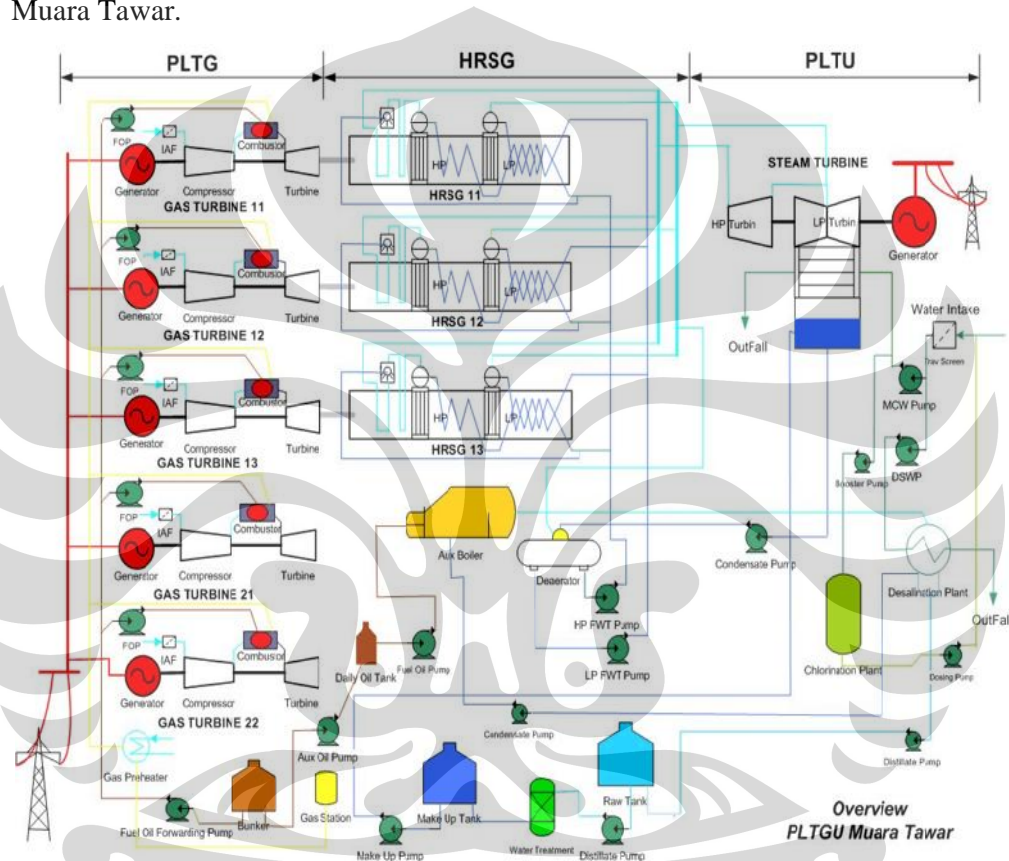 Muara Tawar.
PLTG
HRSG
PLTU
FOP
IAF
Combustor
Generator
Compressor
Turbine
GAS TURBINE 11
HP
LP
HRSG 11
STEAM TURBINE
HP Turbin
LP Turbin
Generator
FOP
IAF
Combustor
Generator
Compressor
Turbine
GAS TURBINE 12
HP
LP
HRSG 12
OutFall
Water Intake
Trav Screen
MCW Pump
FOP
IAF
Combustor
Generator
Compressor
Turbine
GAS TURBINE 13
HP
LP
HRSG 13
Booster Pump
DSWP
FOP
IAF
Combustor
Generator
Compressor
Turbine
GAS TURBINE 21
Aux Boiler
Deaerator
Condensate Pump
Desalination Plant
OutFal
HP FWT Pump
LP FWT Pump
Chlorination Plant
Dosing Pump
FOP
IAF
Combustor
Generator
Compressor
Turbine
GAS TURBINE 22
Daily Oil Tank
Fuel Oil Pump
Aux Oil Pump
Condensate Pump
Distillate Pump
Gas Preheater
Fuel Oil Forwarding Pump
Bunker
Gas Station
Make Up Tank
Make Up Pump
Water Treatment
Raw Tank
Distillate Pump
Overview
PLTGU Muara Tawar